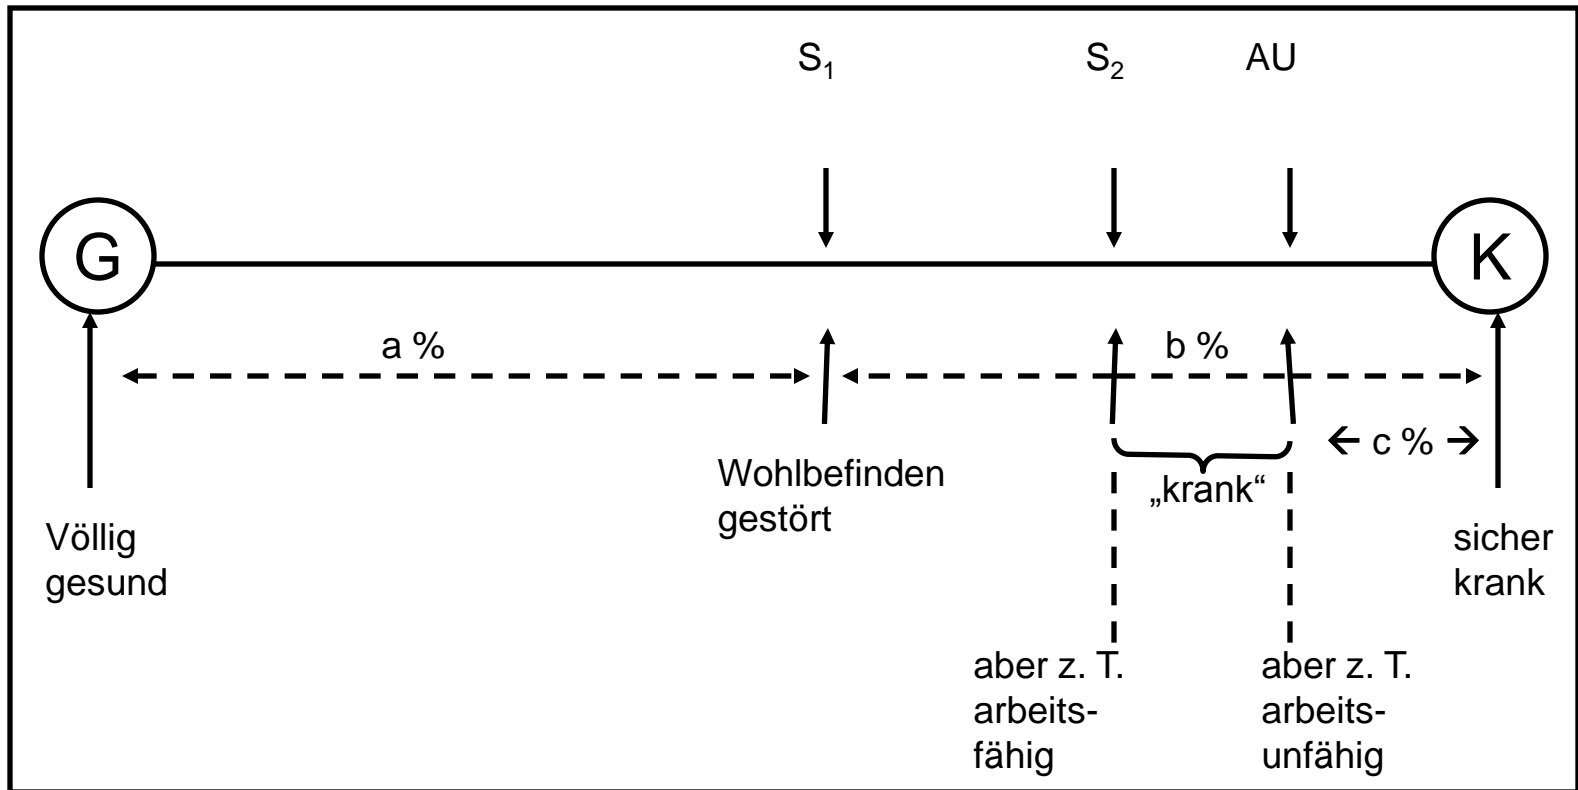 S₁ S₂ AU
G K
a % b %
c %
Wohlbefinden
gestört
„krank“
Völlig
gesund
sicher
krank
aber z. T.
arbeits-
fähig
aber z. T.
arbeits-
unfähig